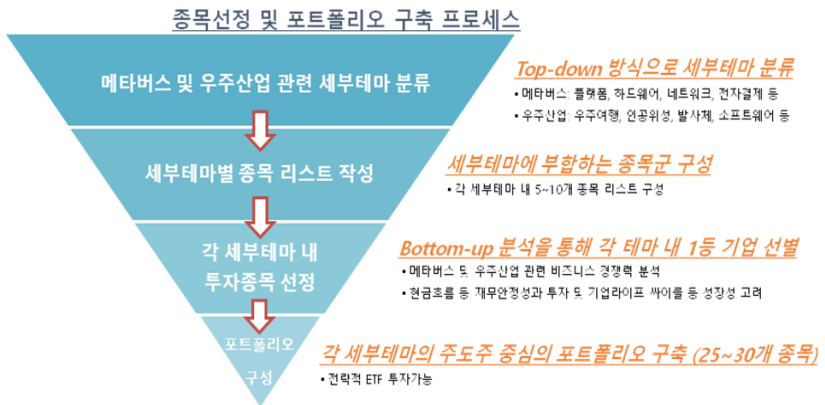 종목선정 및 포트폴리오 구축 프로세스
메타버스 및 우주산업 관련 세부테마 분류
Top-down 방식으로 세부테마 분류
▪ 메타버스: 플랫폼, 하드웨어, 네트워크, 전자결제 등
▪ 우주산업: 우주여행, 인공위성, 발사체, 소프트웨어 등
세부테마별 종목 리스트 작성
세부테마에 부합하는 종목군 구성
▪ 각 세부테마 내 5~10개 종목 리스트 구성
각 세부테마 내
투자종목 선정
Bottom-up 분석을 통해 각 테마 내 1등 기업 선별
▪ 메타버스 및 우주산업 관련 비즈니스 경쟁력 분석
▪ 현금흐름 등 재무안정성과 투자 및 기업라이프 싸이클 등 성장성 고려
포트폴리오
구성
각 세부테마의 주도주 중심의 포트폴리오 구축 (25~30개 종목)
▪ 전략적 ETF 투자가능